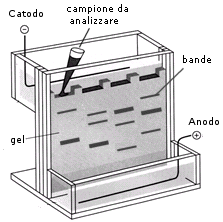 Catodo
⊖
campione da
analizzare
bande
gel
Anodo
⊕